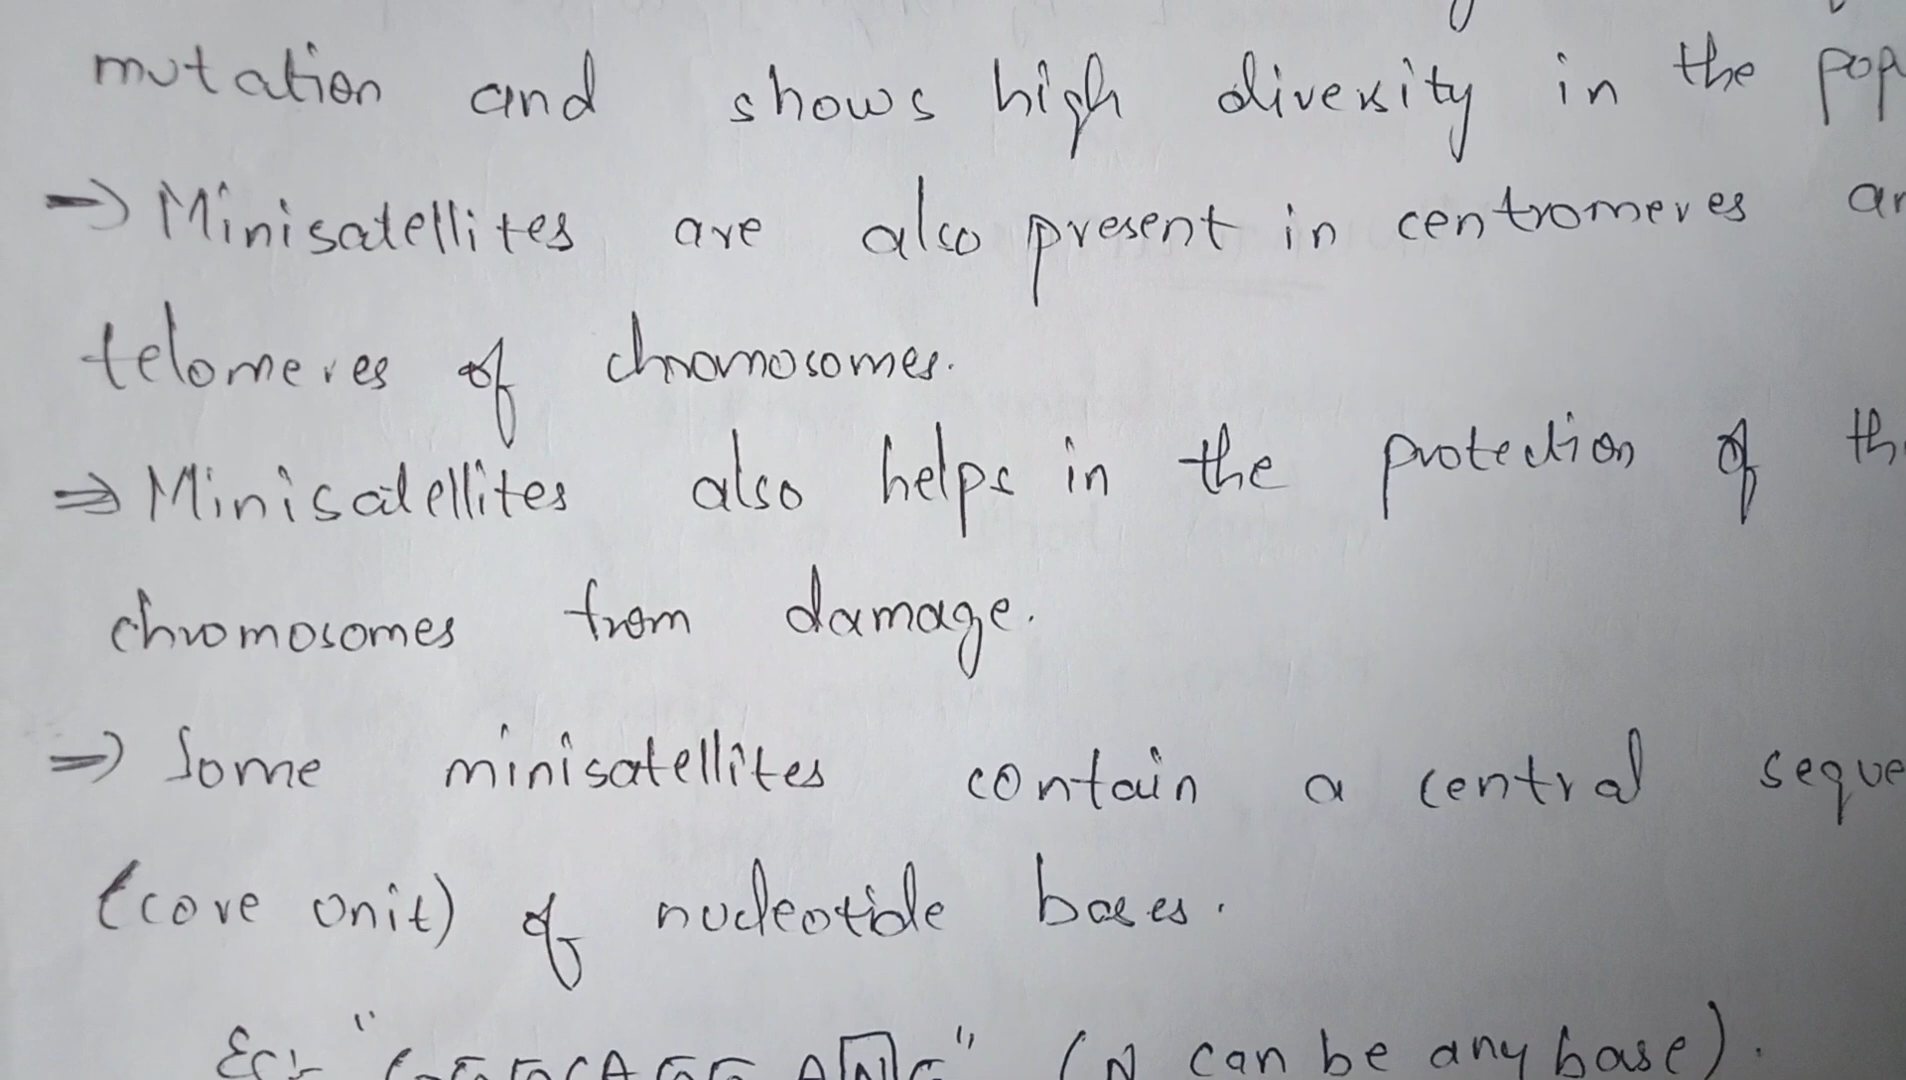 mutation and shows high diversity in the pop
→ Minisatellites are also present in centromeres an
telomeres of chromosomes.
⇒ Minisatellites also helps in the protection of th
chromosomes from damage.
⇒ Some minisatellites contain a central seque
(core unit) of nucleotide bases.
" " (N can be any base).